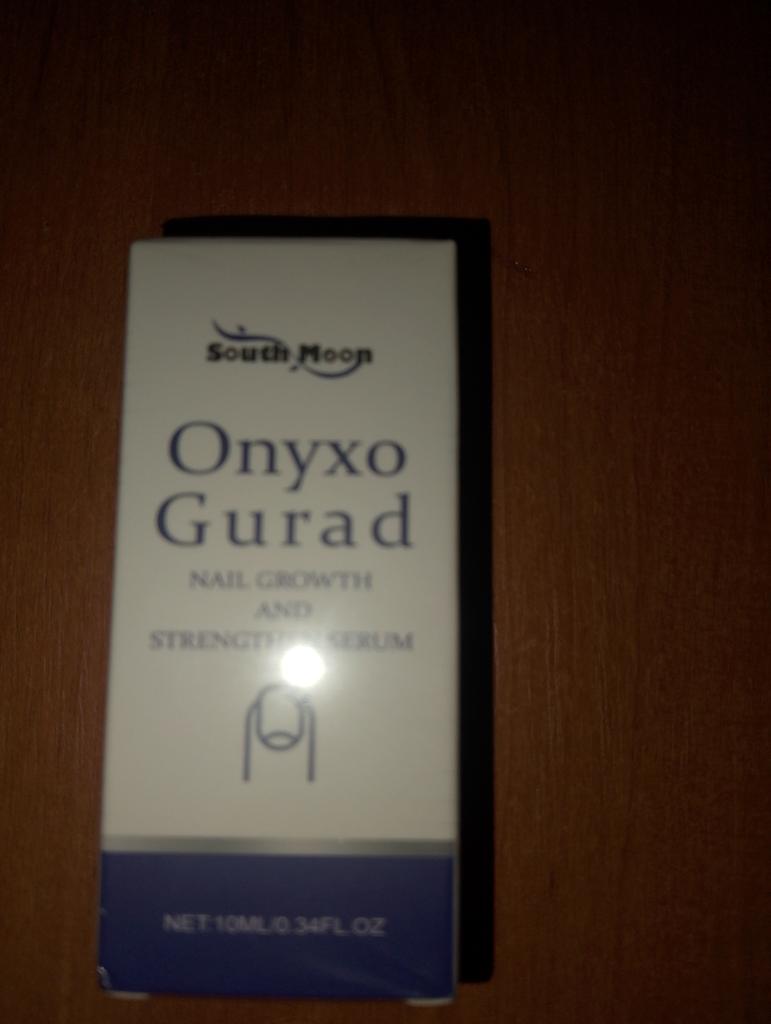 South Moon
Onyxo
Gurad
NAIL GROWTH
AND
SERUM
NET:10ML/0.34FL.OZ